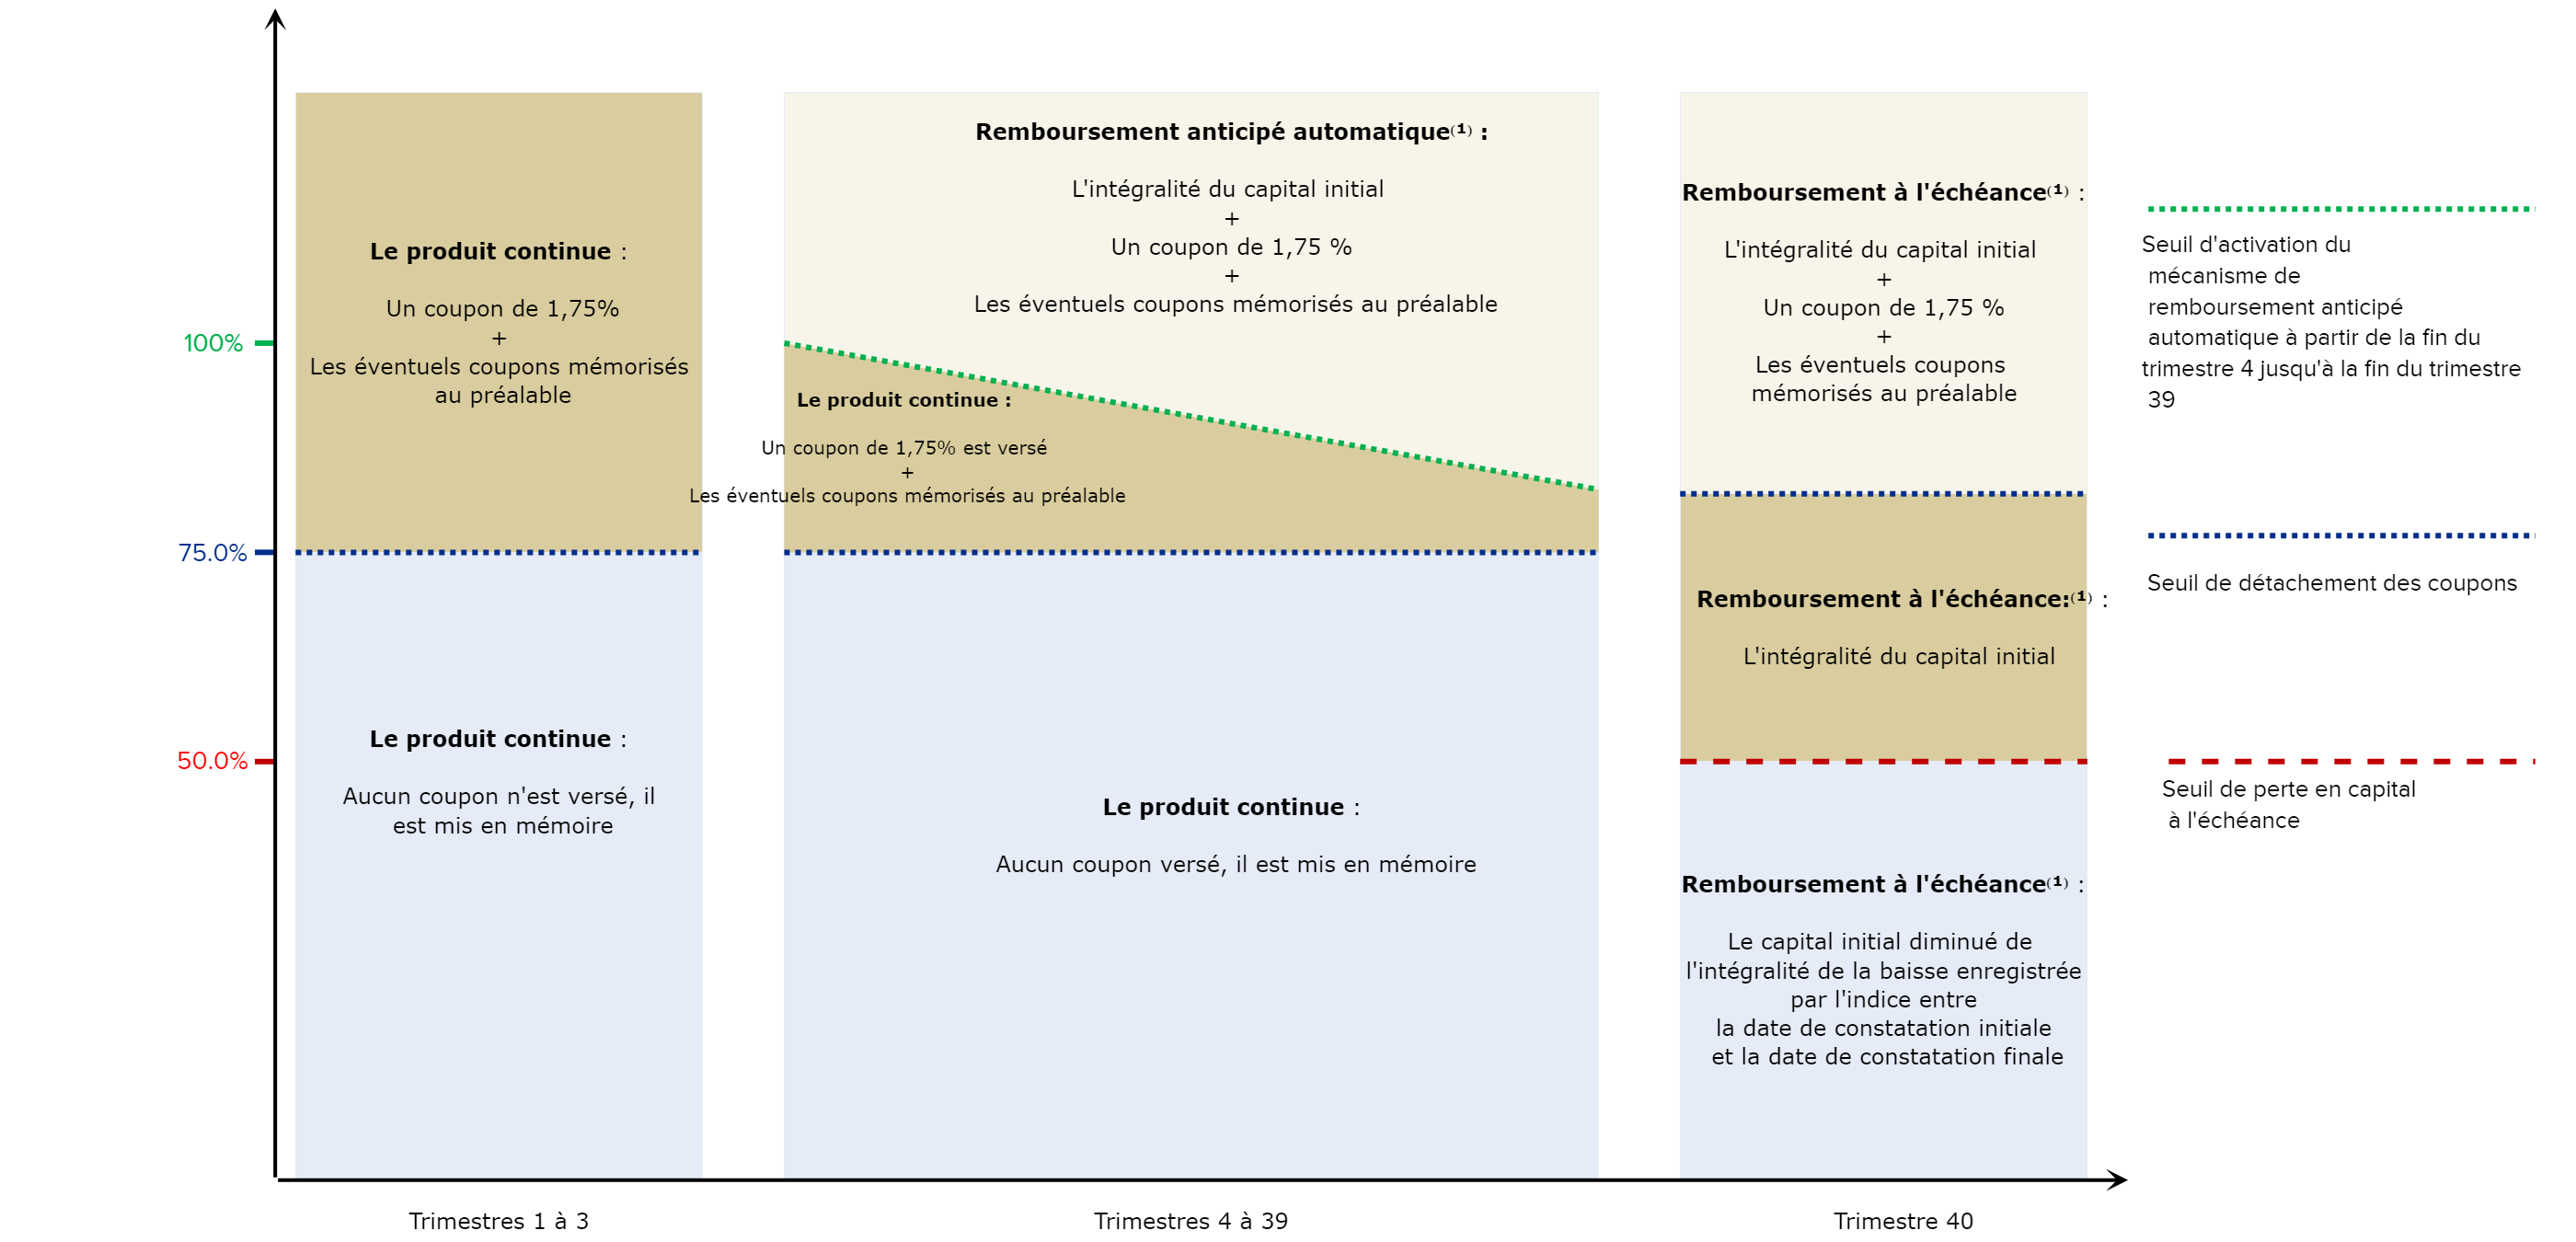 Le produit continue :
Un coupon de 1,75%
+
Les éventuels coupons mémorisés
au préalable
Le produit continue :
Aucun coupon n'est versé, il
est mis en mémoire
Remboursement anticipé automatique⁽¹⁾ :
L'intégralité du capital initial
+
Un coupon de 1,75 %
+
Les éventuels coupons mémorisés au préalable
Le produit continue :
Un coupon de 1,75% est versé
+
Les éventuels coupons mémorisés au préalable
Le produit continue :
Aucun coupon versé, il est mis en mémoire
Remboursement à l'échéance⁽¹⁾ :
L'intégralité du capital initial
+
Un coupon de 1,75 %
+
Les éventuels coupons
mémorisés au préalable
Remboursement à l'échéance:⁽¹⁾ :
L'intégralité du capital initial
Remboursement à l'échéance⁽¹⁾ :
Le capital initial diminué de
l'intégralité de la baisse enregistrée
par l'indice entre
la date de constatation initiale
et la date de constatation finale
100%
75.0%
50.0%
Seuil d'activation du
mécanisme de
remboursement anticipé
automatique à partir de la fin du
trimestre 4 jusqu'à la fin du trimestre
39
Seuil de détachement des coupons
Seuil de perte en capital
à l'échéance
Trimestres 1 à 3
Trimestres 4 à 39
Trimestre 40